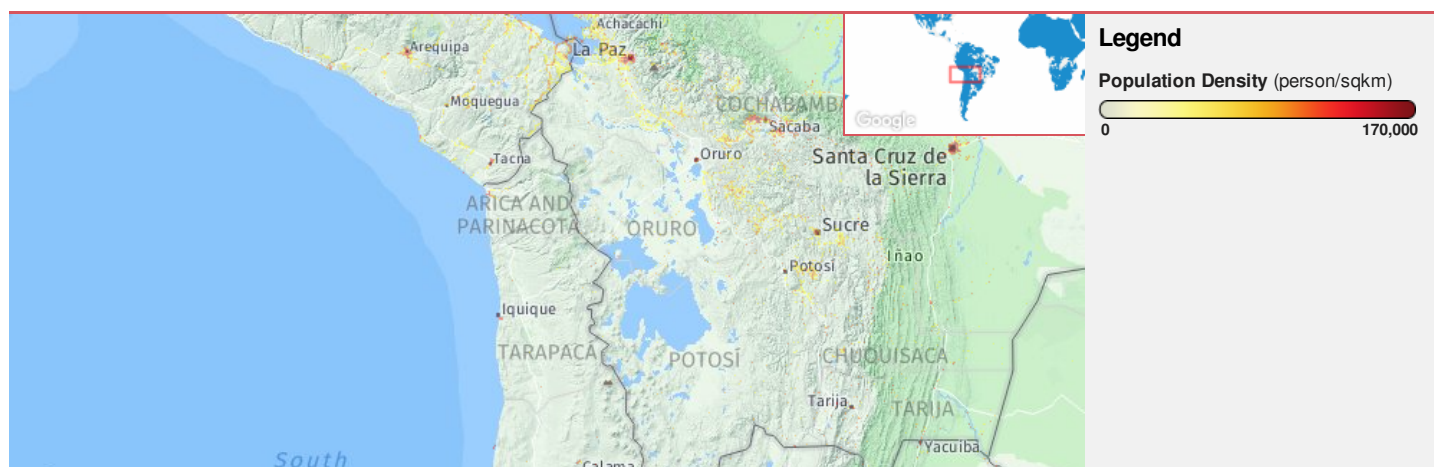 Achacachi
Arequipa
La Paz
Moquegua
COCHABAMBA
Google
Sacaba
Tacna
Oruro
Santa Cruz de
la Sierra
ARICA AND
PARINACOTA
ORURO
Sucre
Iñao
Potosí
Iquique
TARAPACÁ
POTOSÍ
CHUQUISACA
Tarija
TARIJA
Yacuiba
South
Calama
Legend
Population Density (person/sqkm)
0
170,000